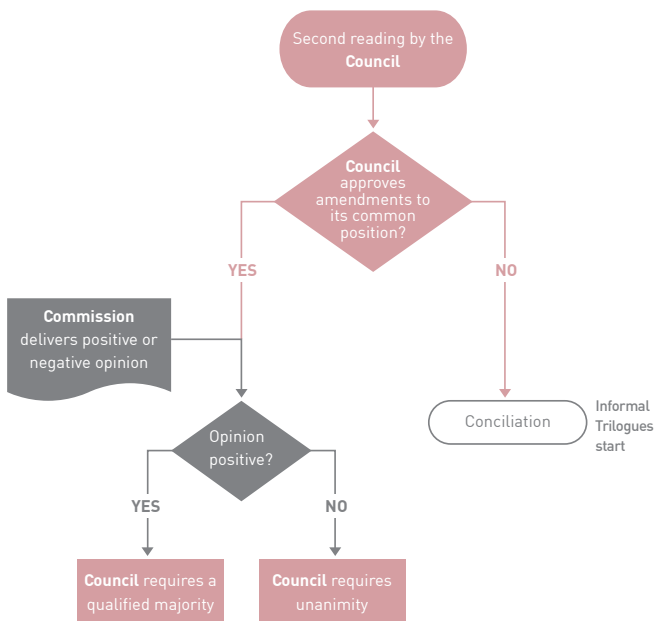 Second reading by the
Council
Council
approves
amendments to
its common
position?
YES
NO
Commission
delivers positive or
negative opinion
Conciliation
Informal
Trilogues
start
Opinion
positive?
YES
NO
Council requires a
qualified majority
Council requires
unanimity